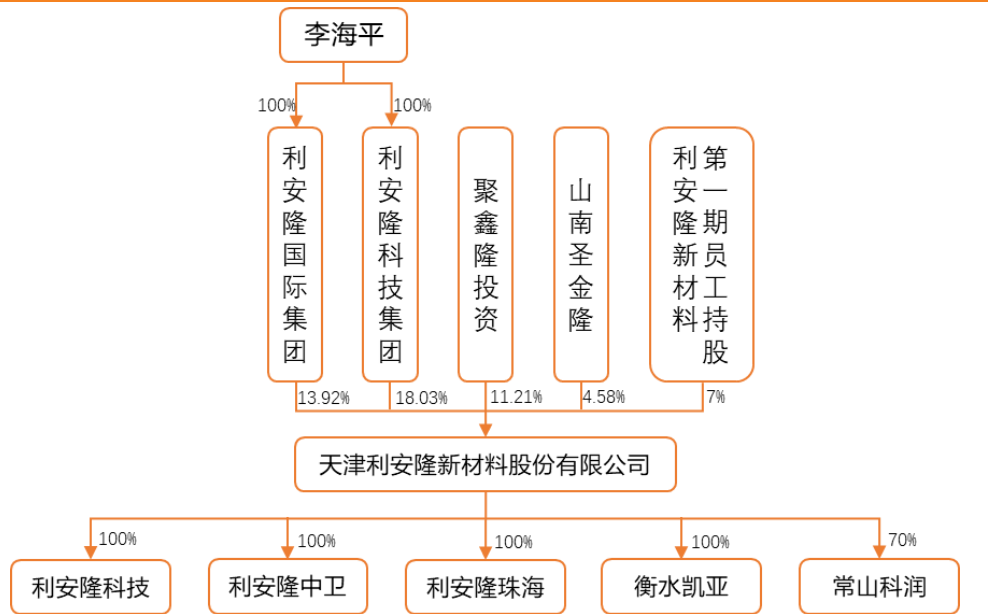 李海平
100%
100%
利安隆国际集团
利安隆科技集团
聚鑫隆投资
山南圣金隆
利安隆新材料
第一期员工持股
13.92%
18.03%
11.21%
4.58%
7%
天津利安隆新材料股份有限公司
100%
100%
100%
100%
70%
利安隆科技
利安隆中卫
利安隆珠海
衡水凯亚
常山科润